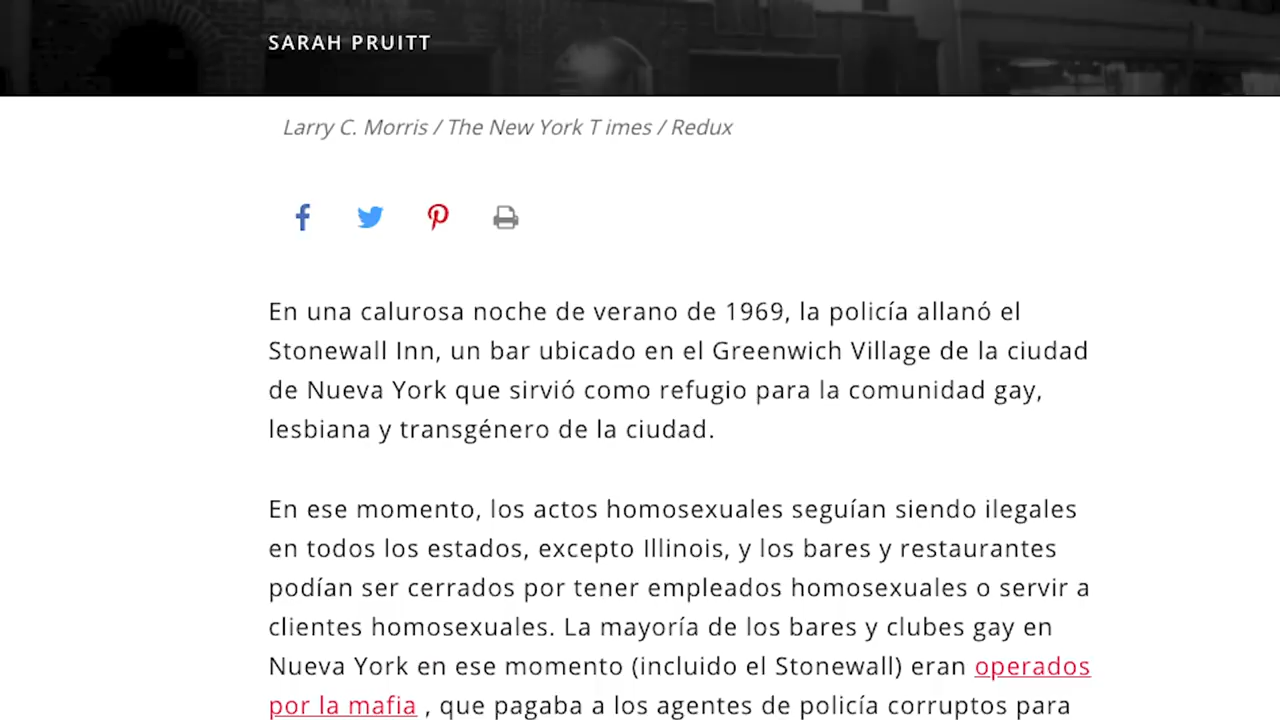 SARAH PRUITT
Larry C. Morris / The New York T imes / Redux
En una calurosa noche de verano de 1969, la policía allanó el
Stonewall Inn, un bar ubicado en el Greenwich Village de la ciudad
de Nueva York que sirvió como refugio para la comunidad gay,
lesbiana y transgénero de la ciudad.
En ese momento, los actos homosexuales seguían siendo ilegales
en todos los estados, excepto Illinois, y los bares y restaurantes
podían ser cerrados por tener empleados homosexuales o servir a
clientes homosexuales. La mayoría de los bares y clubes gay en
Nueva York en ese momento (incluido el Stonewall) eran operados
por la mafia , que pagaba a los agentes de policía corruptos para